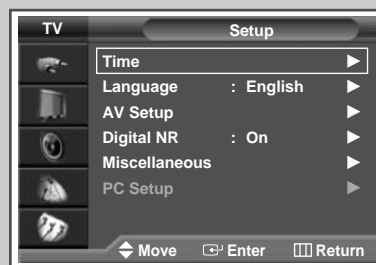 TV Setup
Time
Language : English
AV Setup
Digital NR : On
Miscellaneous
PC Setup
Move Enter Return